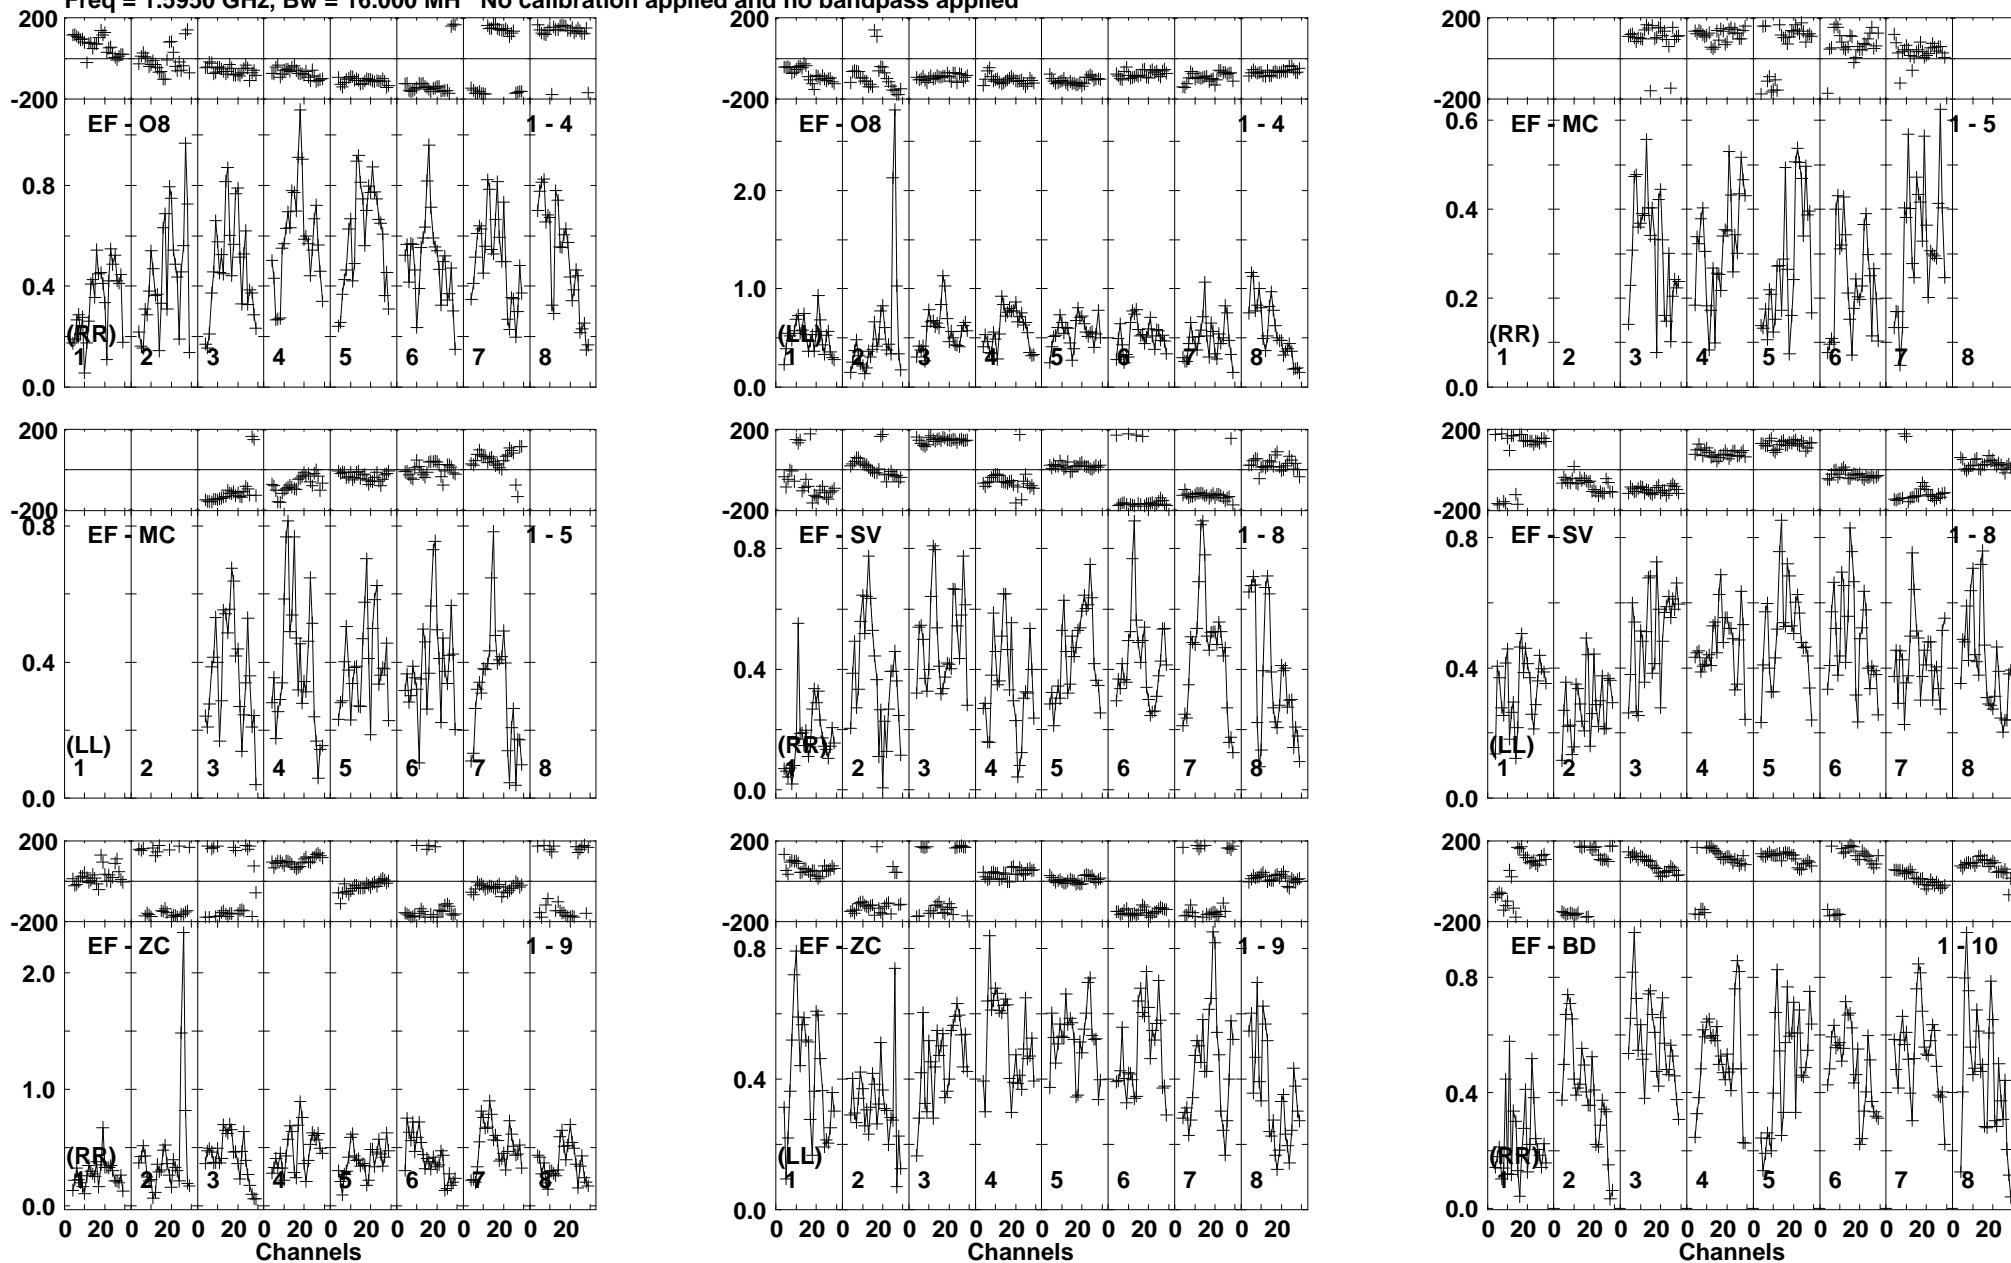 Freq = 1.5950 GHz, Bw = 16.000 MH No calibration applied and no bandpass applied
200
-200
EF - O8 1 - 4
0.8
0.4
0.0
(RR)
1 2 3 4 5 6 7 8
200
-200
EF - O8 1 - 4
2.0
1.0
0.0
(LL)
1 2 3 4 5 6 7 8
200
-200
EF - MC 1 - 5
0.6
0.4
0.2
0.0
(RR)
1 2 3 4 5 6 7 8
200
-200
EF - MC 1 - 5
0.8
0.4
0.0
(LL)
1 2 3 4 5 6 7 8
200
-200
EF - SV 1 - 8
0.8
0.4
0.0
(RR)
1 2 3 4 5 6 7 8
200
-200
EF - SV 1 - 8
0.8
0.4
0.0
(LL)
1 2 3 4 5 6 7 8
200
-200
EF - ZC 1 - 9
2.0
1.0
0.0
(RR)
1 2 3 4 5 6 7 8
0 20 0 20 0 20 0 20 0 20 0 20 0 20 0 20
Channels
200
-200
EF - ZC 1 - 9
0.8
0.4
0.0
(LL)
1 2 3 4 5 6 7 8
0 20 0 20 0 20 0 20 0 20 0 20 0 20 0 20
200
-200
EF - BD 1 - 10
0.8
0.4
0.0
(RR)
1 2 3 4 5 6 7 8
0 20 0 20 0 20 0 20 0 20 0 20 0 20 0 20
Channels